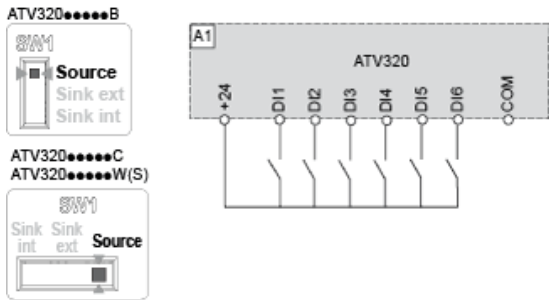 ATV320●●●●●B
SW1
Source
Sink ext
Sink int
ATV320●●●●●C
ATV320●●●●●W(S)
SW1
Sink int
Sink ext
Source
A1
ATV320
+24
DI1
DI2
DI3
DI4
DI5
DI6
COM